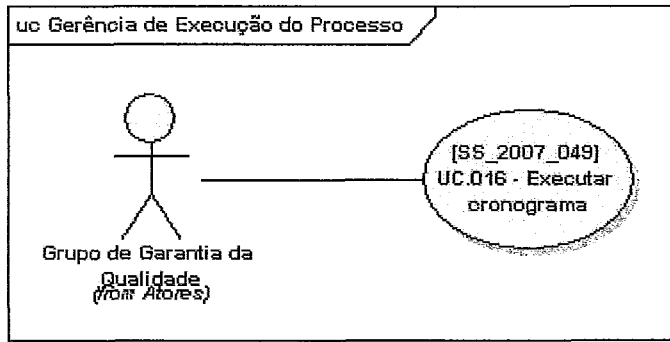 uc Gerência de Execução do Processo
[SS_2007_049]
UC.016 - Executar
cronograma
Grupo de Garantia da
Qualidade
(from Atores)